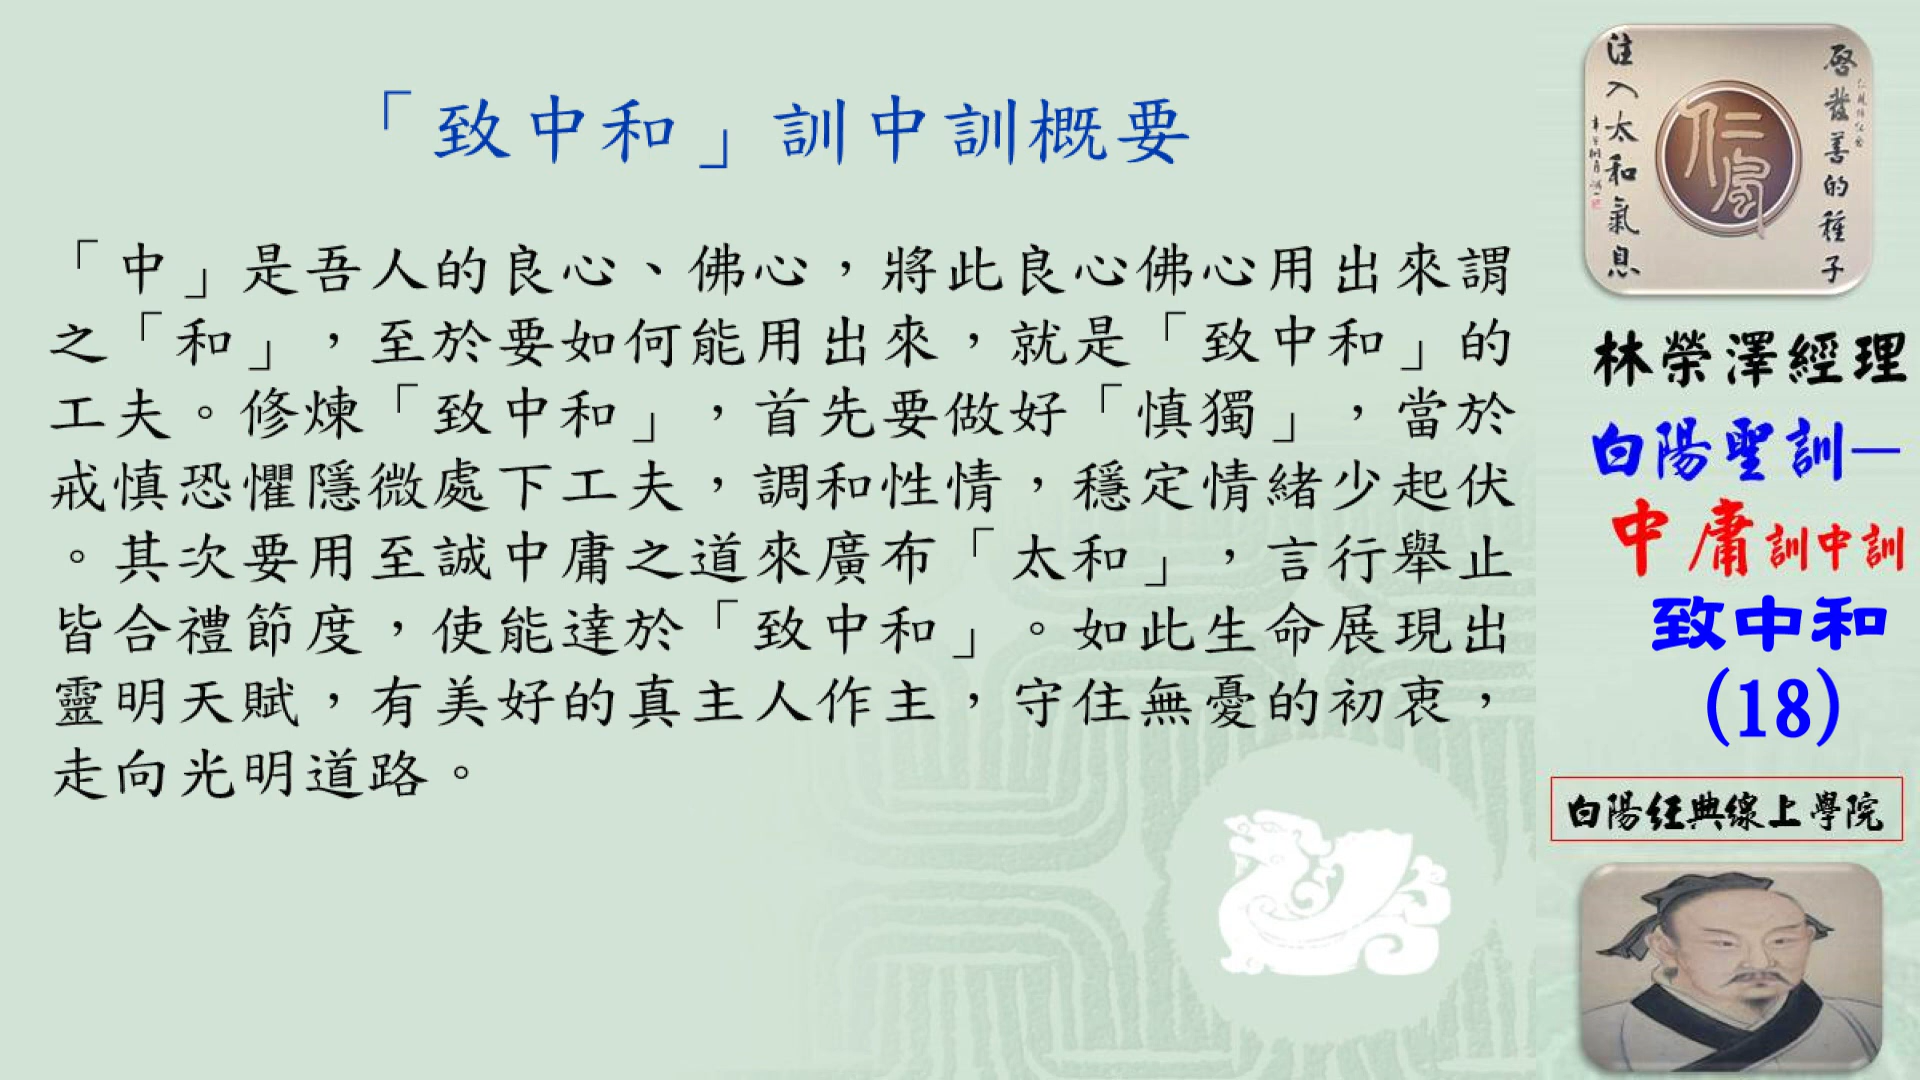 「致中和」訓中訓概要
「中」是吾人的良心、佛心，將此良心佛心用出來謂
之「和」，至於要如何能用出來，就是「致中和」的
工夫。修煉「致中和」，首先要做好「慎獨」，當於
戒慎恐懼隱微處下工夫，調和性情，穩定情緒少起伏
。其次要用至誠中庸之道來廣布「太和」，言行舉止
皆合禮節度，使能達於「致中和」。如此生命展現出
靈明天賦，有美好的真主人作主，守住無憂的初衷，
走向光明道路。
啓發善的種子
仁風
注入太和氣息
林榮澤經理
白陽聖訓—
中庸訓中訓
致中和
(18)
白陽経典線上學院